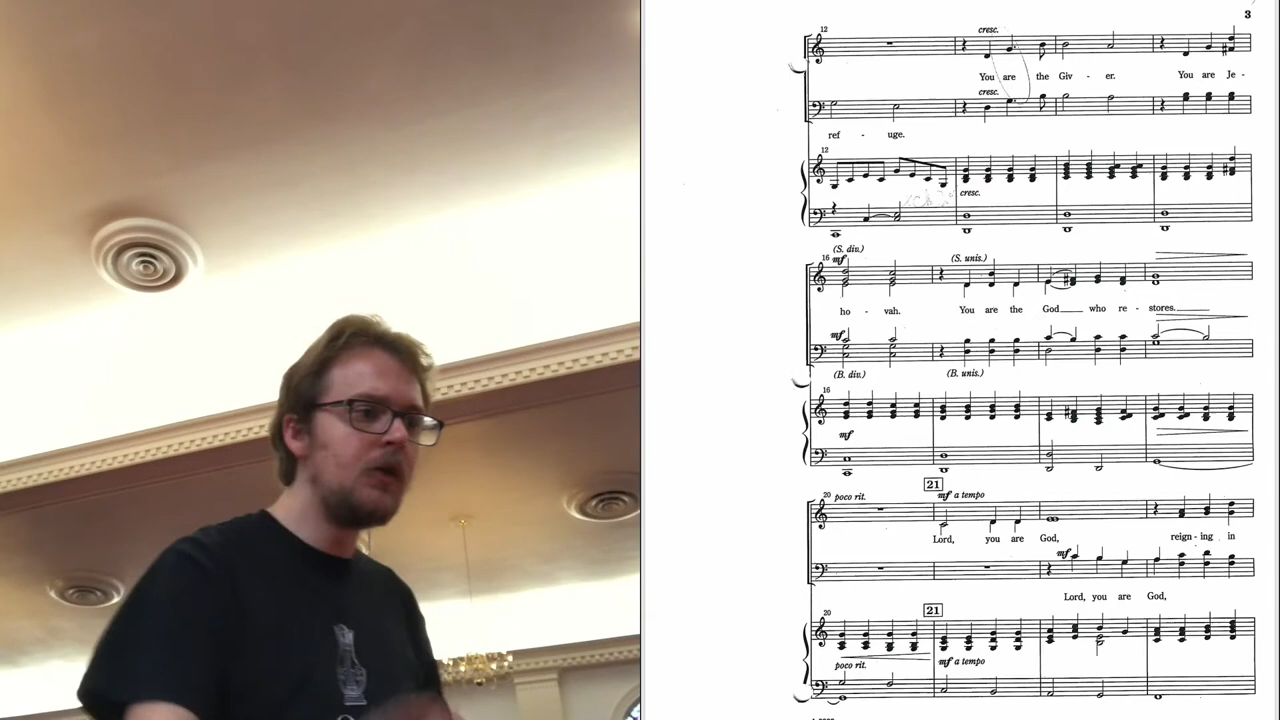 3
12
cresc.
You are the Giv - er. You are Je -
cresc.
ref - uge.
12
cresc.
(S. div.)
16 mf (S. unis.)
ho - vah. You are the God who re - stores.
mf
(B. div.) (B. unis.)
16
mf
21
20 poco rit. mf a tempo
Lord, you are God, reign - ing in
mf
Lord, you are God,
20 21
poco rit. mf a tempo